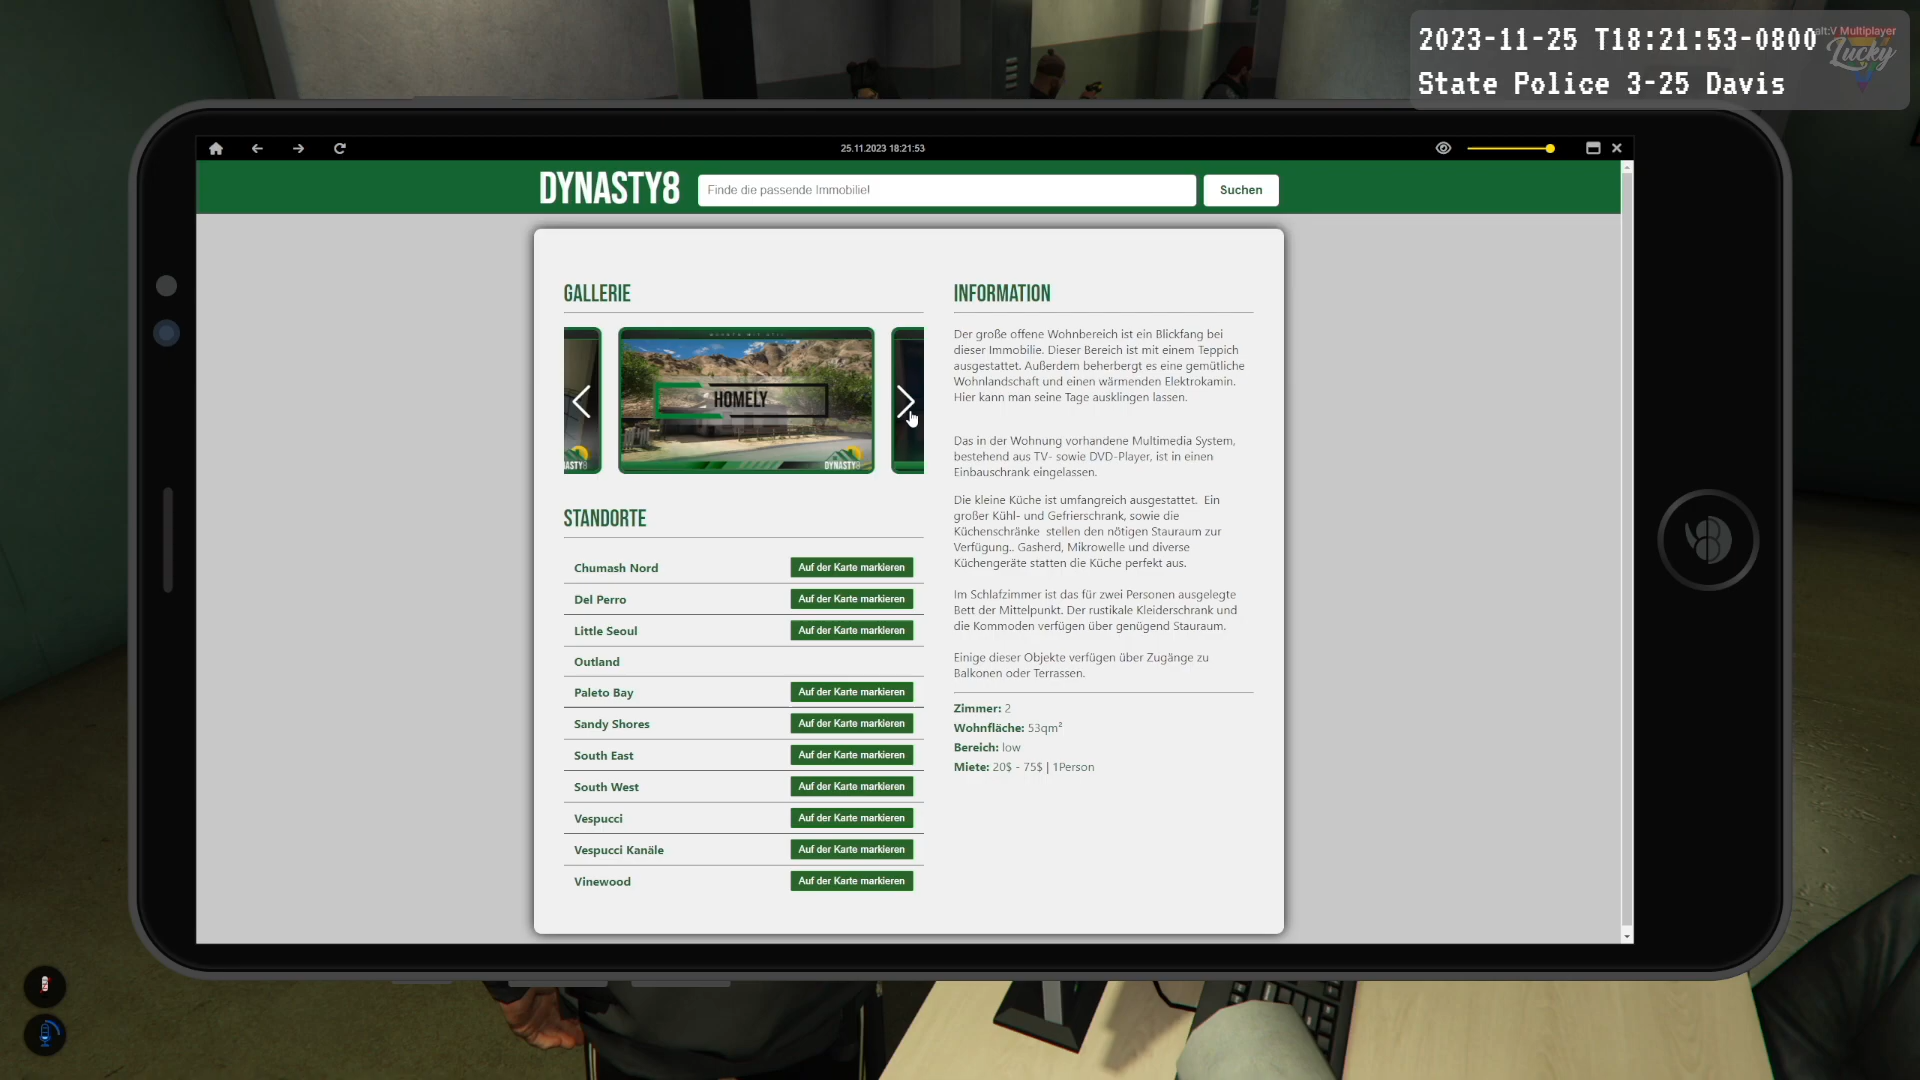 2023-11-25 T18:21:53-0800
alt:V Multiplayer
Lucky
State Police 3-25 Davis
25.11.2023 18:21:53
DYNASTY8
Finde die passende Immobilie!
Suchen
GALLERIE
HOMELY
ASTY8
DYNASTY8
STANDORTE
Chumash Nord Auf der Karte markieren
Del Perro Auf der Karte markieren
Little Seoul Auf der Karte markieren
Outland
Paleto Bay Auf der Karte markieren
Sandy Shores Auf der Karte markieren
South East Auf der Karte markieren
South West Auf der Karte markieren
Vespucci Auf der Karte markieren
Vespucci Kanäle Auf der Karte markieren
Vinewood Auf der Karte markieren
INFORMATION
Der große offene Wohnbereich ist ein Blickfang bei
dieser Immobilie. Dieser Bereich ist mit einem Teppich
ausgestattet. Außerdem beherbergt es eine gemütliche
Wohnlandschaft und einen wärmenden Elektrokamin.
Hier kann man seine Tage ausklingen lassen.
Das in der Wohnung vorhandene Multimedia System,
bestehend aus TV- sowie DVD-Player, ist in einen
Einbauschrank eingelassen.
Die kleine Küche ist umfangreich ausgestattet. Ein
großer Kühl- und Gefrierschrank, sowie die
Küchenschränke stellen den nötigen Stauraum zur
Verfügung.. Gasherd, Mikrowelle und diverse
Küchengeräte statten die Küche perfekt aus.
Im Schlafzimmer ist das für zwei Personen ausgelegte
Bett der Mittelpunkt. Der rustikale Kleiderschrank und
die Kommoden verfügen über genügend Stauraum.
Einige dieser Objekte verfügen über Zugänge zu
Balkonen oder Terrassen.
Zimmer: 2
Wohnfläche: 53qm²
Bereich: low
Miete: 20$ - 75$ | 1Person